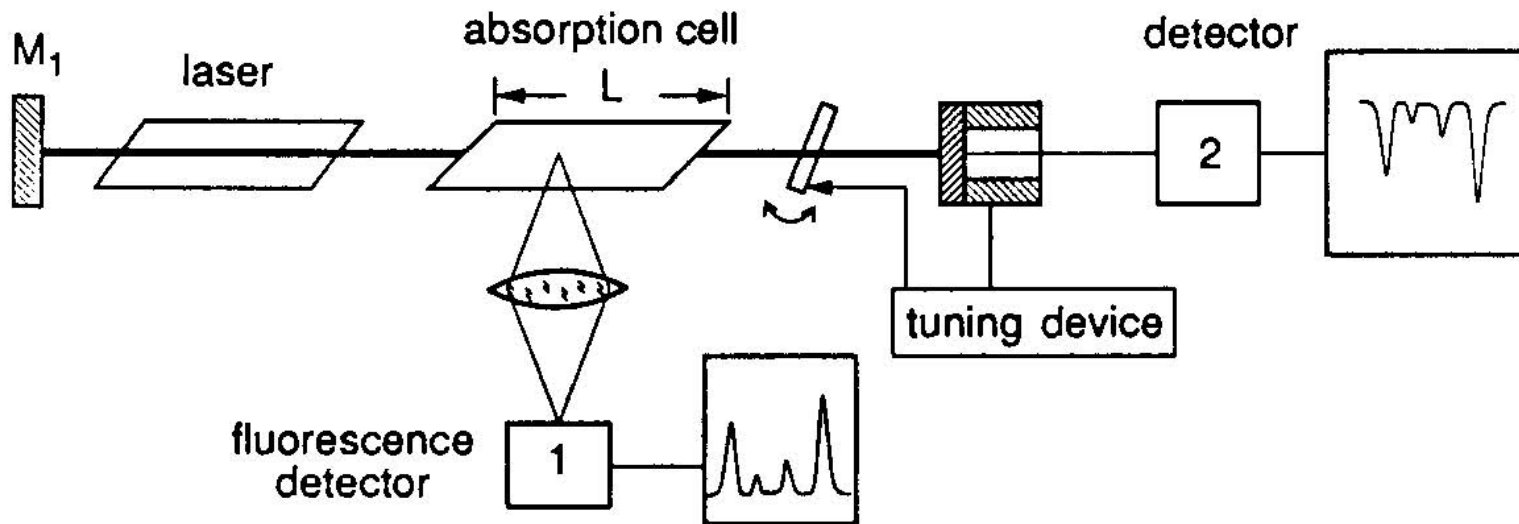 M1
laser
absorption cell
L
detector
2
tuning device
fluorescence
detector
1